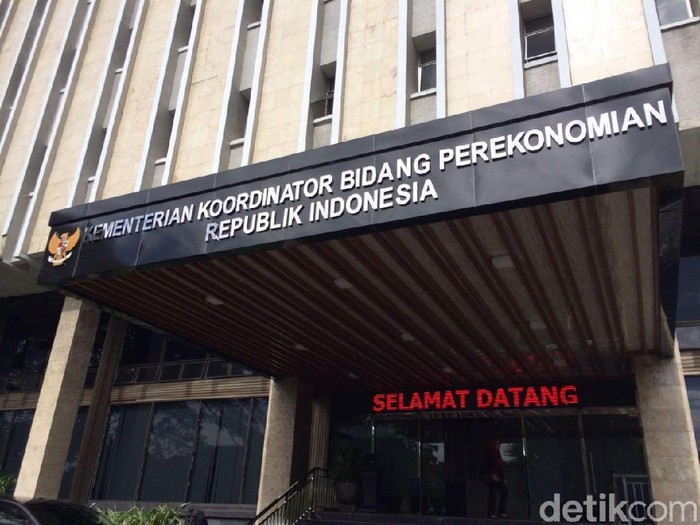 KEMENTERIAN KOORDINATOR BIDANG PEREKONOMIAN
REPUBLIK INDONESIA
SELAMAT DATANG
detikcom